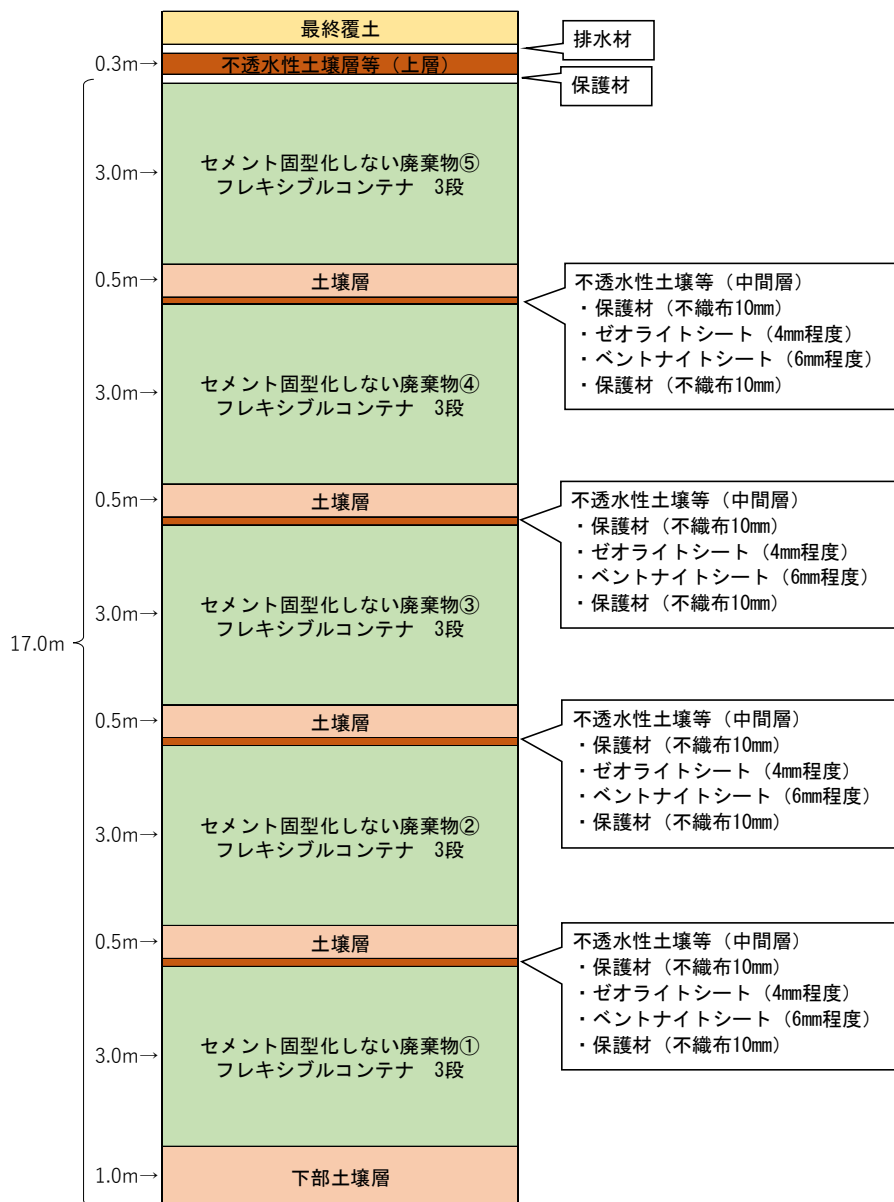 最終覆土
排水材
0.3m→
不透水性土壌層等（上層）
保護材
3.0m→
セメント固型化しない廃棄物⑤
フレキシブルコンテナ　3段
0.5m→
土壌層
不透水性土壌等（中間層）
・保護材（不織布10㎜）
・ゼオライトシート（4㎜程度）
・ベントナイトシート（6㎜程度）
・保護材（不織布10㎜）
3.0m→
セメント固型化しない廃棄物④
フレキシブルコンテナ　3段
0.5m→
土壌層
不透水性土壌等（中間層）
・保護材（不織布10㎜）
・ゼオライトシート（4㎜程度）
・ベントナイトシート（6㎜程度）
・保護材（不織布10㎜）
3.0m→
セメント固型化しない廃棄物③
フレキシブルコンテナ　3段
17.0m
0.5m→
土壌層
不透水性土壌等（中間層）
・保護材（不織布10㎜）
・ゼオライトシート（4㎜程度）
・ベントナイトシート（6㎜程度）
・保護材（不織布10㎜）
3.0m→
セメント固型化しない廃棄物②
フレキシブルコンテナ　3段
0.5m→
土壌層
不透水性土壌等（中間層）
・保護材（不織布10㎜）
・ゼオライトシート（4㎜程度）
・ベントナイトシート（6㎜程度）
・保護材（不織布10㎜）
3.0m→
セメント固型化しない廃棄物①
フレキシブルコンテナ　3段
1.0m→
下部土壌層